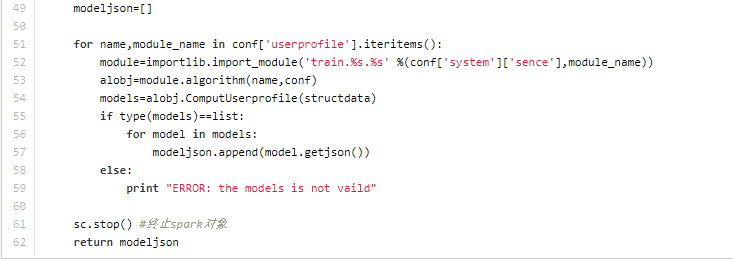 49 modeljson=[]
50
51 for name,module_name in conf['userprofile'].iteritems():
52 module=importlib.import_module('train.%s.%s' %(conf['system']['sence'],module_name))
53 alobj=module.algorithm(name,conf)
54 models=alobj.ComputUserprofile(structdata)
55 if type(models)==list:
56 for model in models:
57 modeljson.append(model.getjson())
58 else:
59 print "ERROR: the models is not vaild"
60
61 sc.stop() #终止spark对象
62 return modeljson